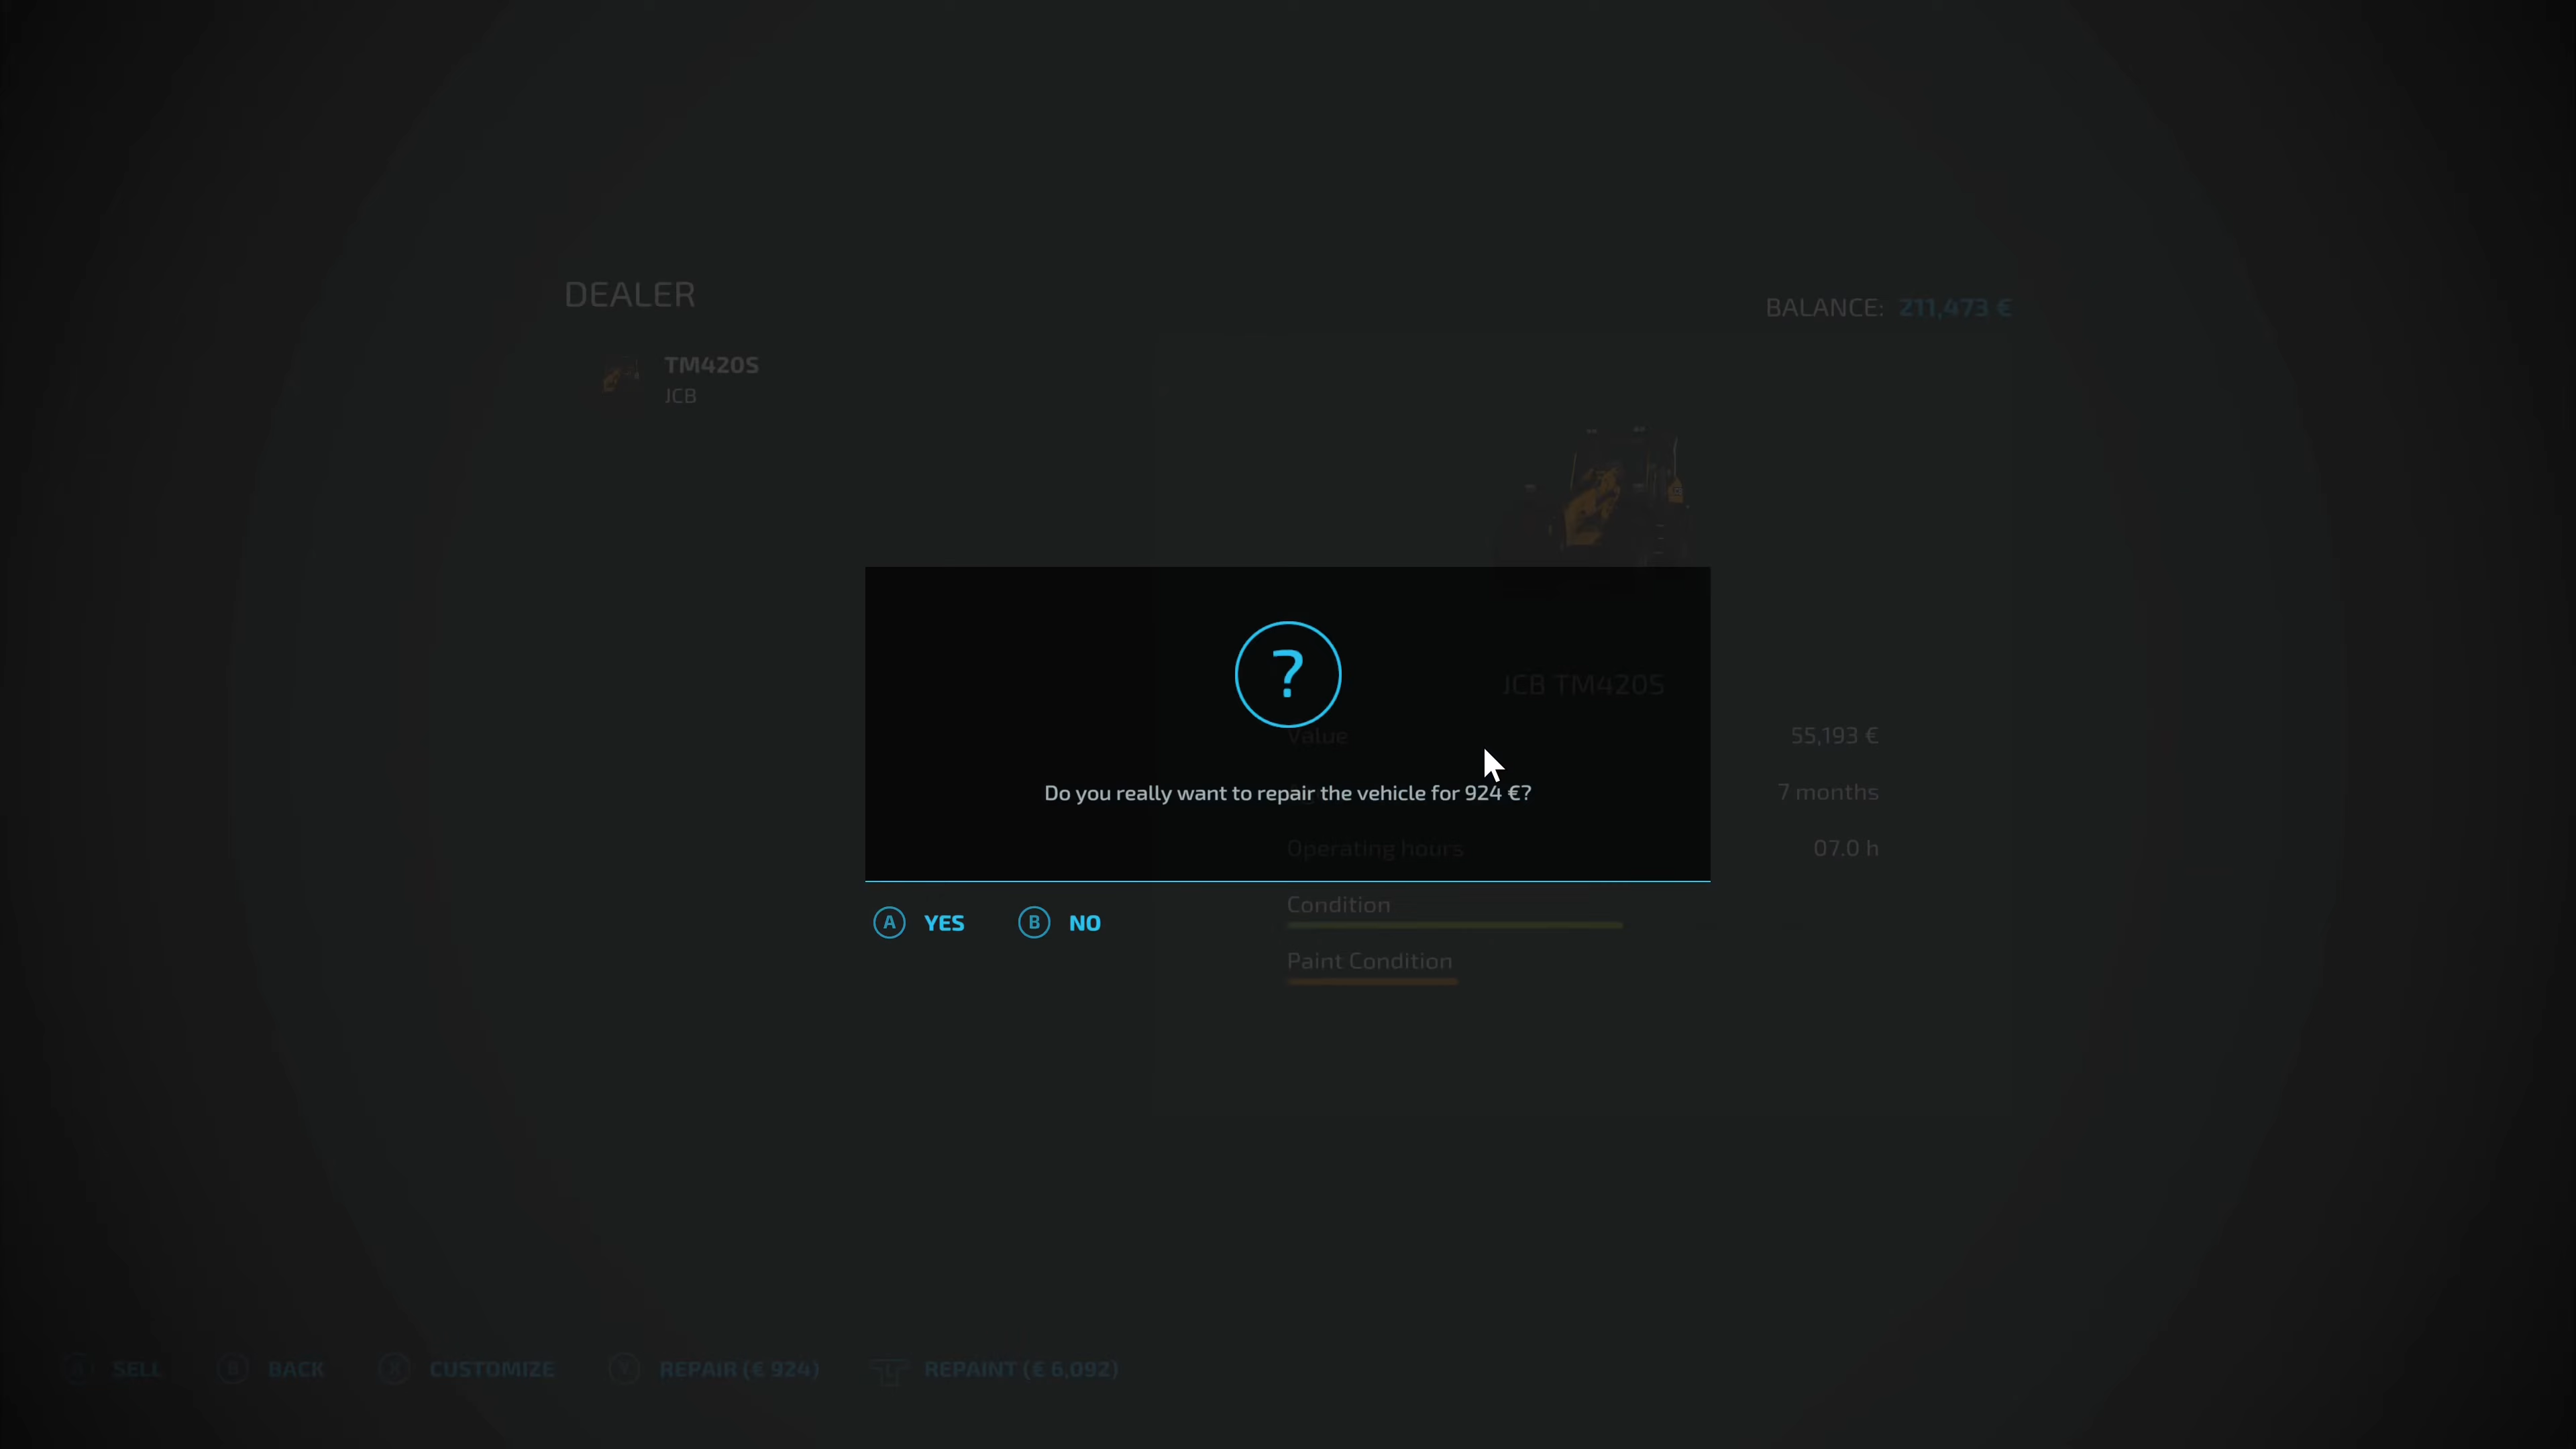 DEALER
BALANCE: 211,473 €
TM420S
JCB
?
JCB TM420S
Value 55,193 €
Do you really want to repair the vehicle for 924 €?
7 months
Operating hours 07.0 h
Condition
A YES B NO
Paint Condition
SELL B BACK CUSTOMIZE Y REPAIR (€ 924) REPAINT (€ 6,092)